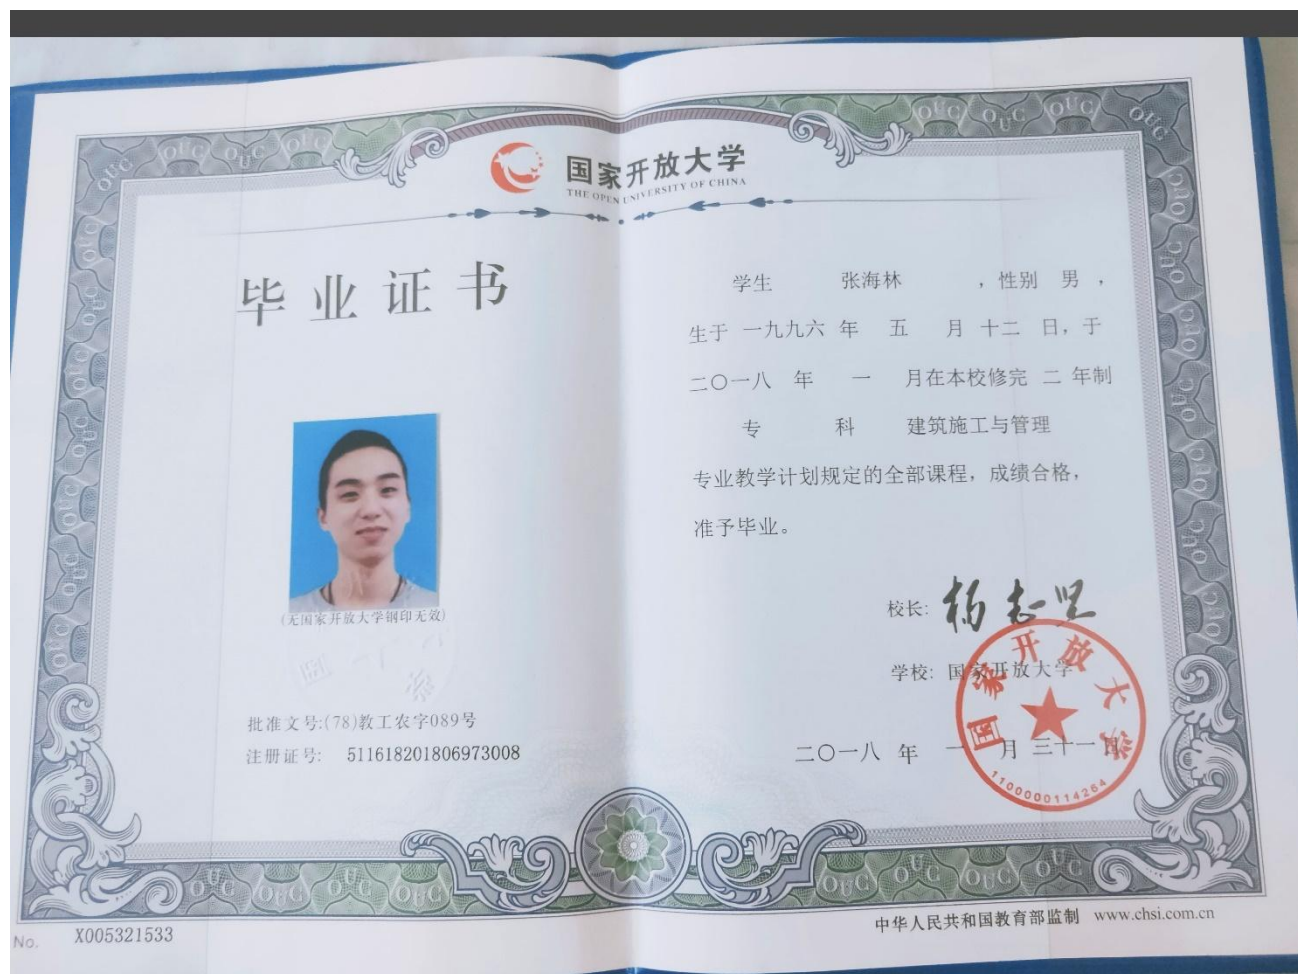 国家开放大学
THE OPEN UNIVERSITY OF CHINA
毕业证书
(无国家开放大学钢印无效)
批准文号:(78)教工农字089号
注册证号: 511618201806973008
学生 张海林 ,性别 男 ,
生于 一九九六 年 五 月 十二 日,于
二〇一八 年 一 月在本校修完 二 年制
专 科 建筑施工与管理
专业教学计划规定的全部课程,成绩合格,
准予毕业。
校长: 杨志坚
学校: 国家开放大学
二〇一八 年 一 月 三十一日
国家开放大学
1100000114264
中华人民共和国教育部监制 www.chsi.com.cn
No. X005321533
OUC